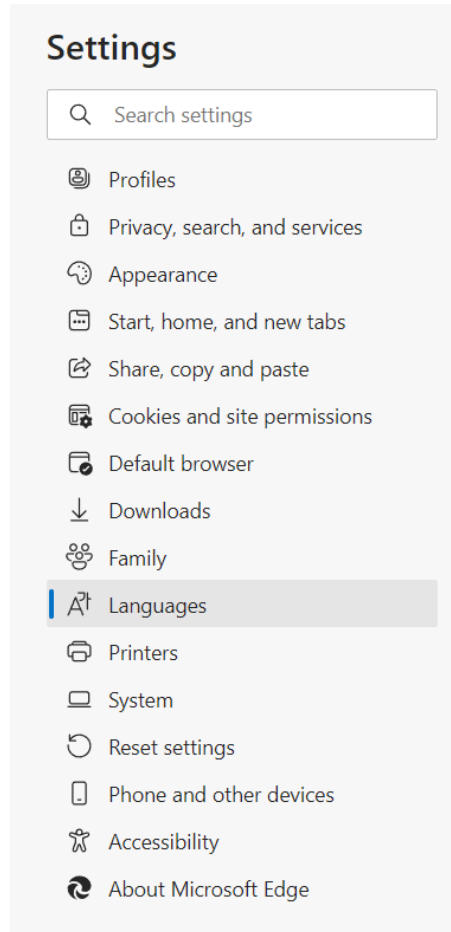 Settings
Search settings
Profiles
Privacy, search, and services
Appearance
Start, home, and new tabs
Share, copy and paste
Cookies and site permissions
Default browser
Downloads
Family
Languages
Printers
System
Reset settings
Phone and other devices
Accessibility
About Microsoft Edge